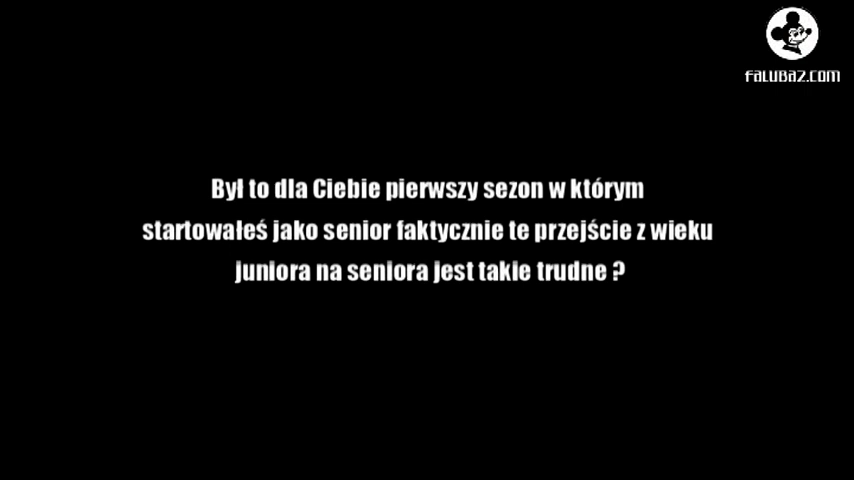 FALUBAZ.COM
Był to dla Ciebie pierwszy sezon w którym
startowałeś jako senior faktycznie te przejście z wieku
juniora na seniora jest takie trudne ?